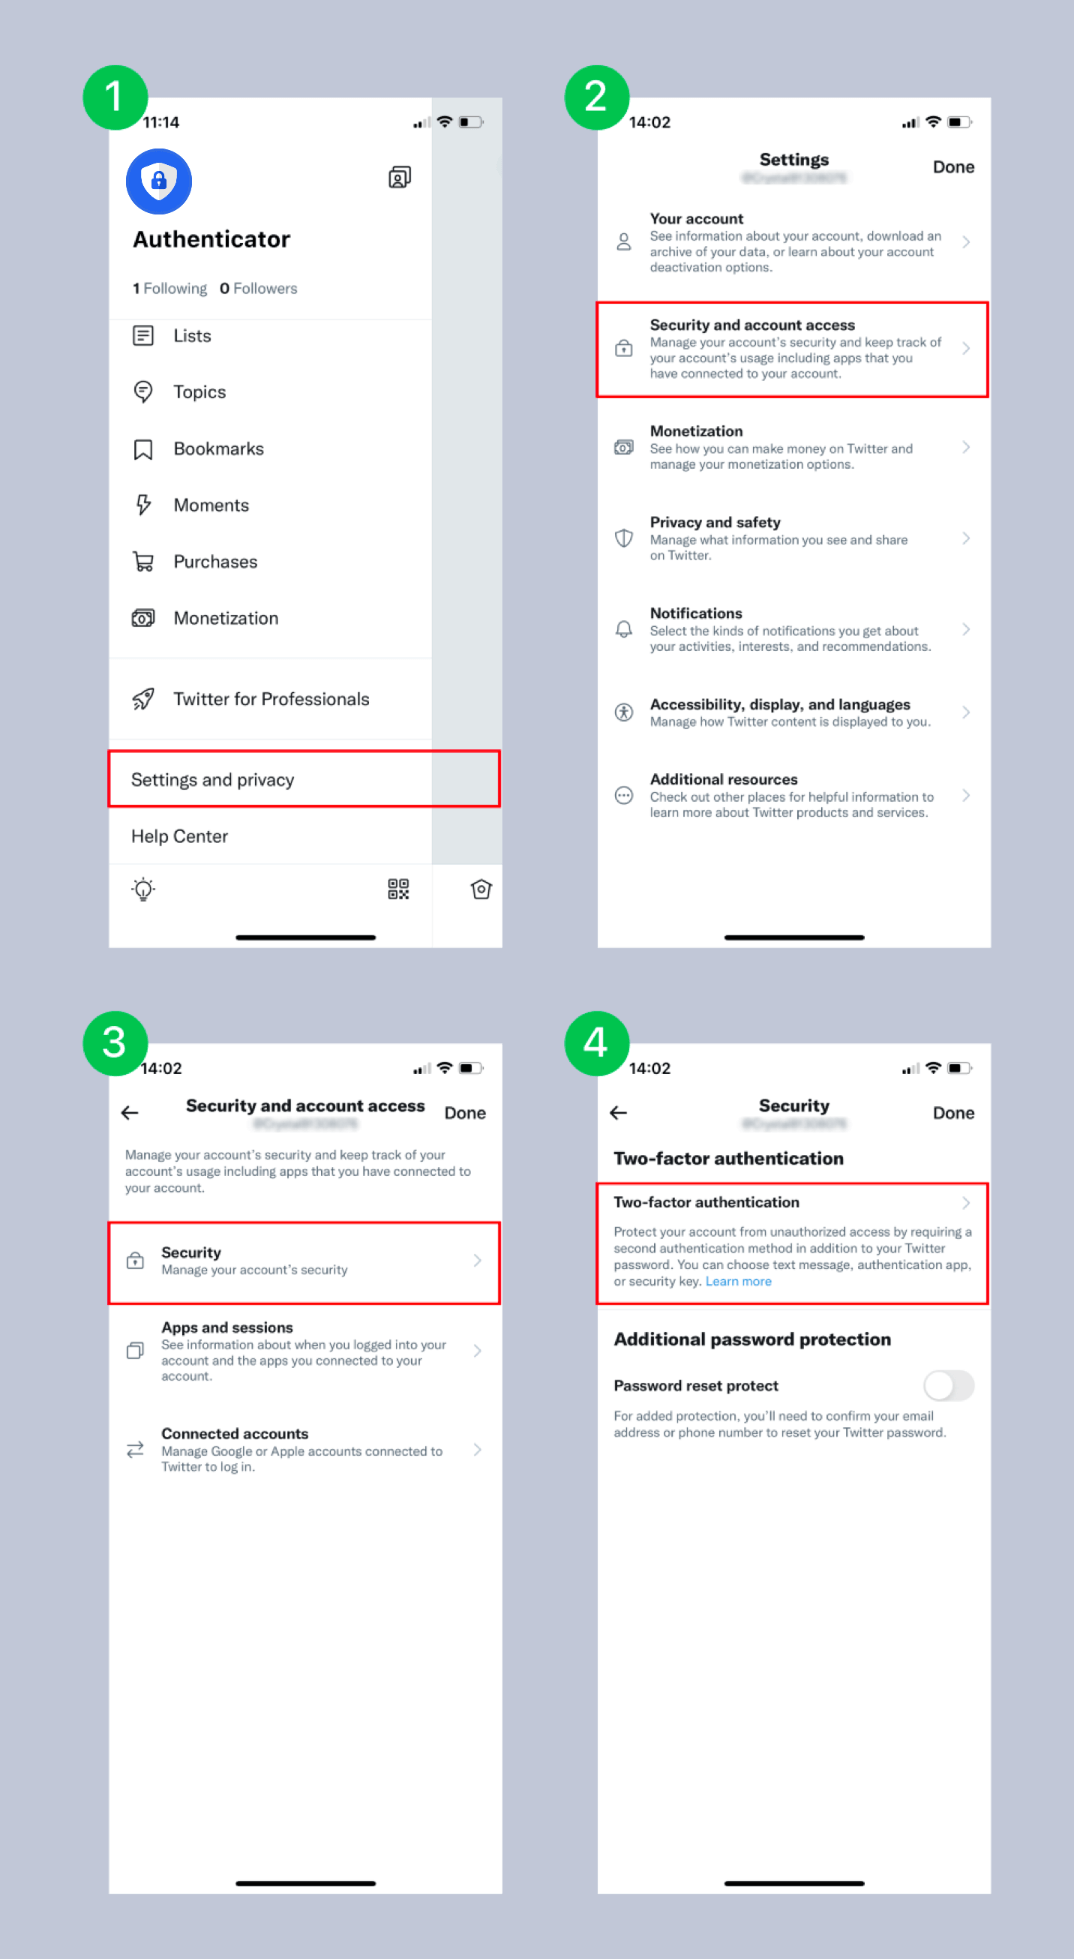 1
11:14
Authenticator
1 Following 0 Followers
Lists
Topics
Bookmarks
Moments
Purchases
Monetization
Twitter for Professionals
Settings and privacy
Help Center
2
14:02
Settings
Done
Your account
See information about your account, download an
archive of your data, or learn about your account
deactivation options.
Security and account access
Manage your account's security and keep track of
your account's usage including apps that you
have connected to your account.
Monetization
See how you can make money on Twitter and
manage your monetization options.
Privacy and safety
Manage what information you see and share
on Twitter.
Notifications
Select the kinds of notifications you get about
your activities, interests, and recommendations.
Accessibility, display, and languages
Manage how Twitter content is displayed to you.
Additional resources
Check out other places for helpful information to
learn more about Twitter products and services.
3
14:02
Security and account access
Done
Manage your account's security and keep track of your
account's usage including apps that you have connected to
your account.
Security
Manage your account's security
Apps and sessions
See information about when you logged into your
account and the apps you connected to your
account.
Connected accounts
Manage Google or Apple accounts connected to
Twitter to log in.
4
14:02
Security
Done
Two-factor authentication
Two-factor authentication
Protect your account from unauthorized access by requiring a
second authentication method in addition to your Twitter
password. You can choose text message, authentication app,
or security key. Learn more
Additional password protection
Password reset protect
For added protection, you'll need to confirm your email
address or phone number to reset your Twitter password.